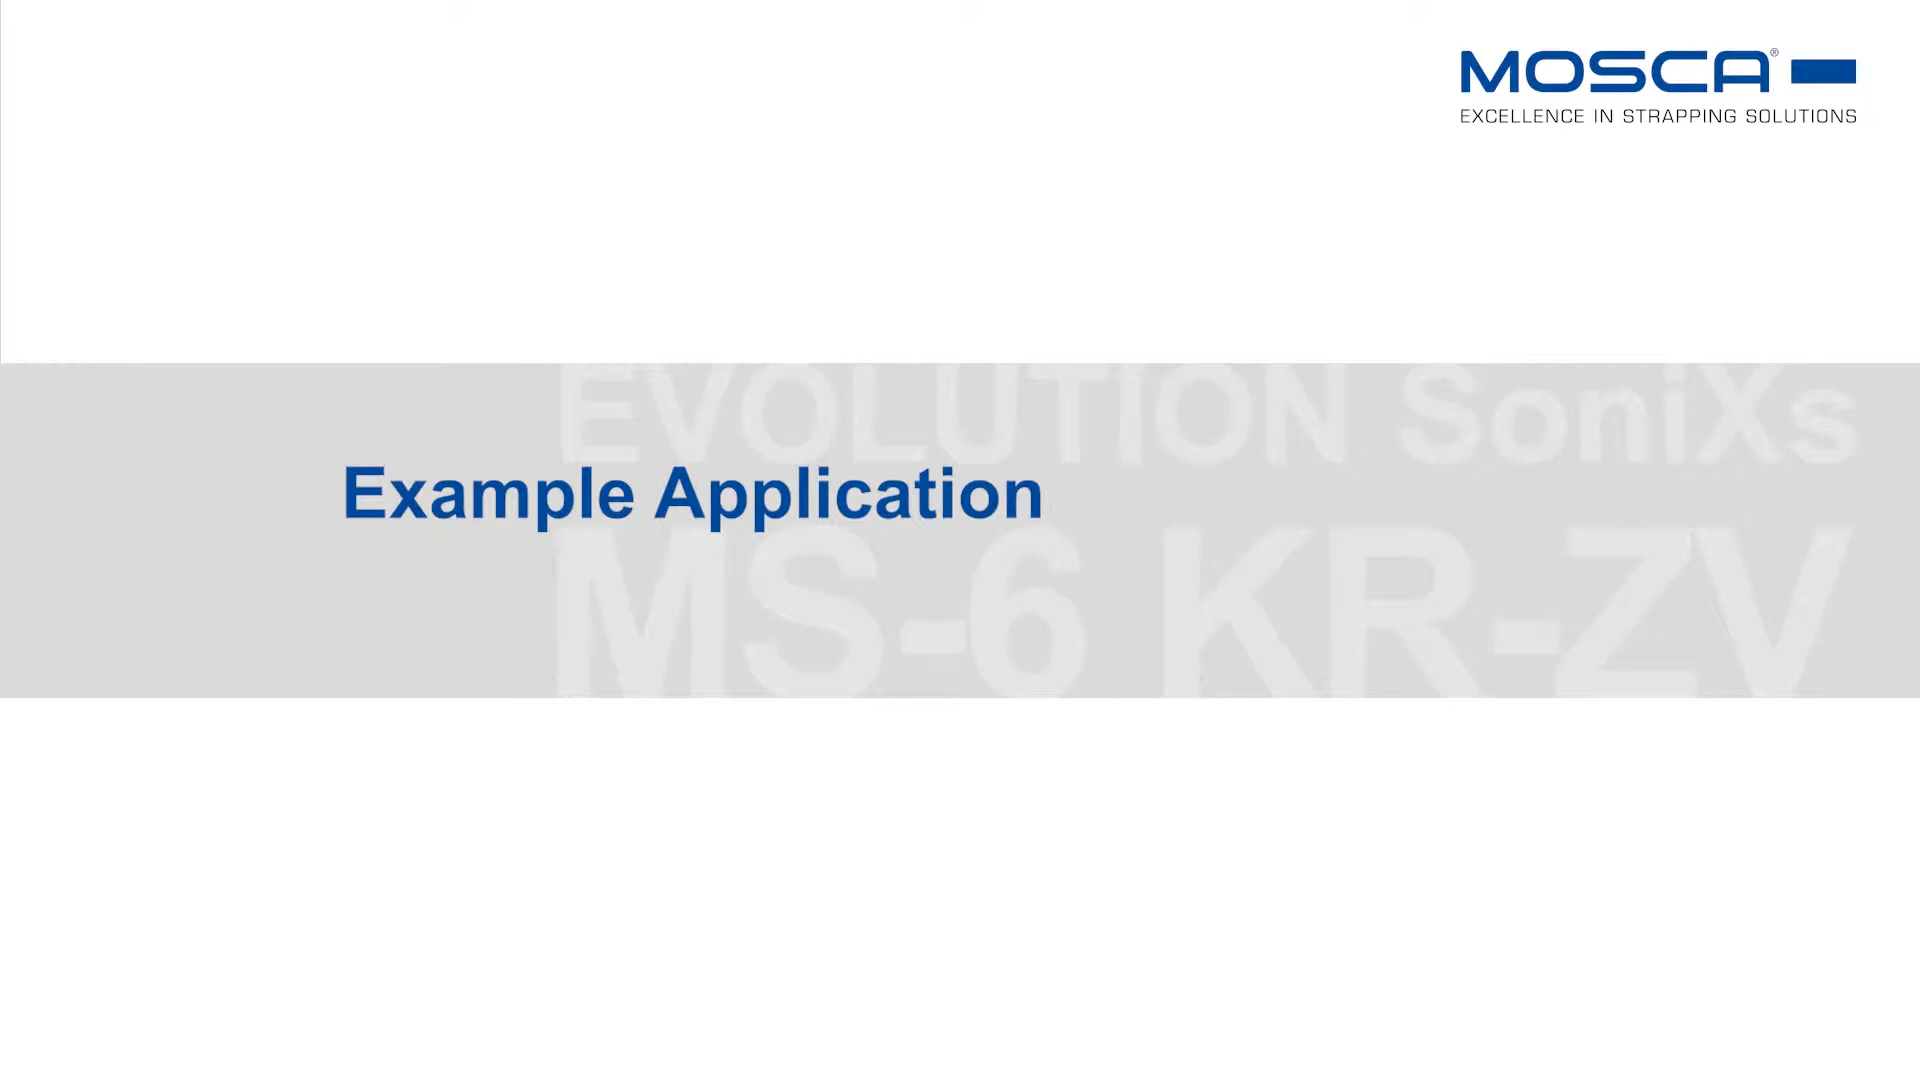 MOSCA®
EXCELLENCE IN STRAPPING SOLUTIONS
EVOLUTION SoniXs
Example Application
MS-6 KR-ZV